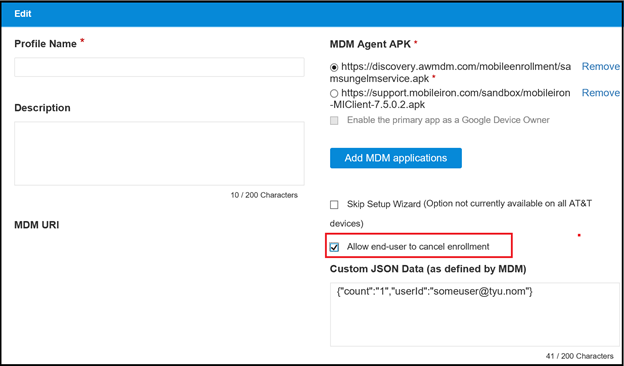 Edit
Profile Name *
Description
10 / 200 Characters
MDM URI
MDM Agent APK *
https://discovery.awmdm.com/mobileenrollment/sa
msungelmservice.apk *
Remove
https://support.mobileiron.com/sandbox/mobileiron
-MIClient-7.5.0.2.apk
Remove
Enable the primary app as a Google Device Owner
Add MDM applications
Skip Setup Wizard (Option not currently available on all AT&T
devices)
*
Allow end-user to cancel enrollment
Custom JSON Data (as defined by MDM)
{"count":"1","userId":"someuser@tyu.nom"}
41 / 200 Characters